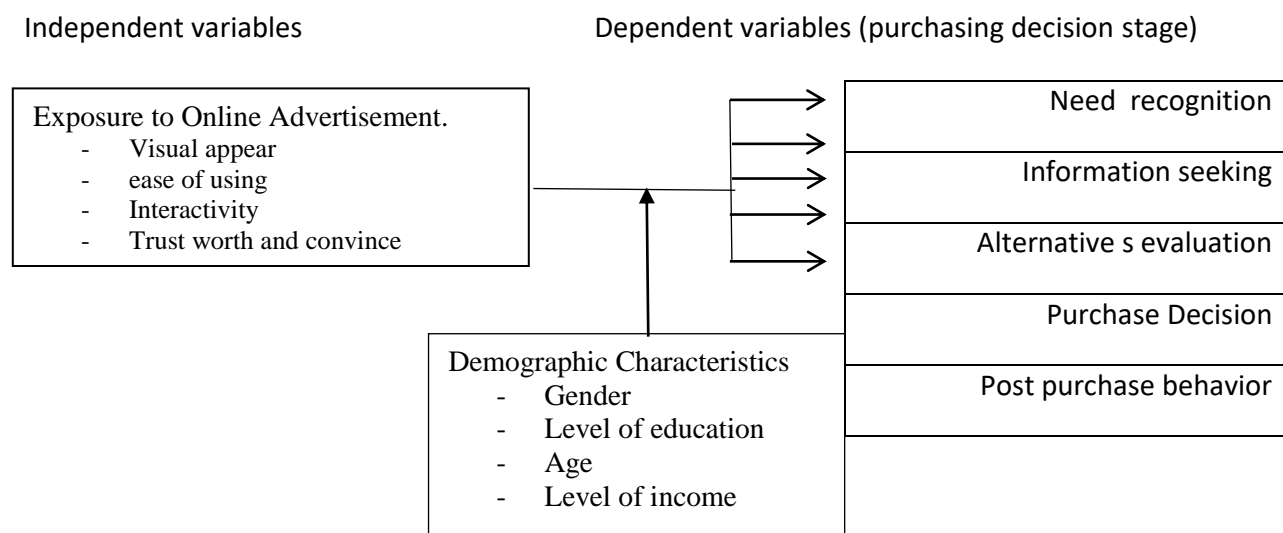 Independent variables
Dependent variables (purchasing decision stage)
Exposure to Online Advertisement.
- Visual appear
- ease of using
- Interactivity
- Trust worth and convince
Demographic Characteristics
- Gender
- Level of education
- Age
- Level of income
Need recognition
Information seeking
Alternative s evaluation
Purchase Decision
Post purchase behavior